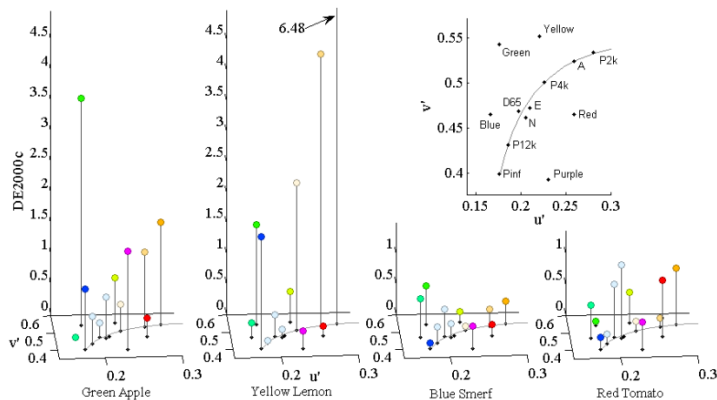 4.5
4
3.5
3
2.5
2
1.5
1
0.5
0
DE2000c
0.6
0.5
0.4
v'
0.2
0.3
Green Apple
4.5
4
3.5
3
2.5
2
1.5
1
0.5
0
6.48
0.6
0.5
0.4
0.2
0.3
u'
Yellow Lemon
0.55
0.5
0.45
0.4
v'
0.15
0.2
0.25
0.3
u'
Yellow
Green
P2k
A
P4k
D65
E
N
Blue
Red
P12k
Pinf
Purple
1
0.5
0
0.6
0.5
0.4
0.2
0.3
Blue Smerf
1
0.5
0
0.6
0.5
0.4
0.2
0.3
Red Tomato